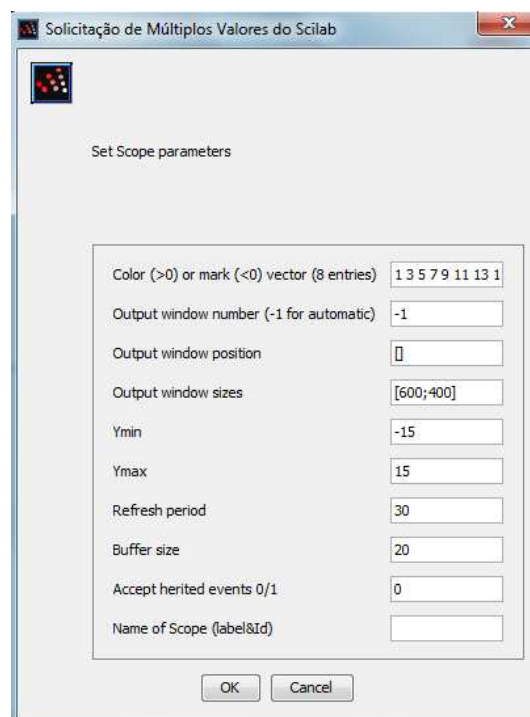 Solicitação de Múltiplos Valores do Scilab
Set Scope parameters
Color (>0) or mark (<0) vector (8 entries) 1 3 5 7 9 11 13 1
Output window number (-1 for automatic) -1
Output window position []
Output window sizes [600;400]
Ymin -15
Ymax 15
Refresh period 30
Buffer size 20
Accept herited events 0/1 0
Name of Scope (label&Id)
OK Cancel